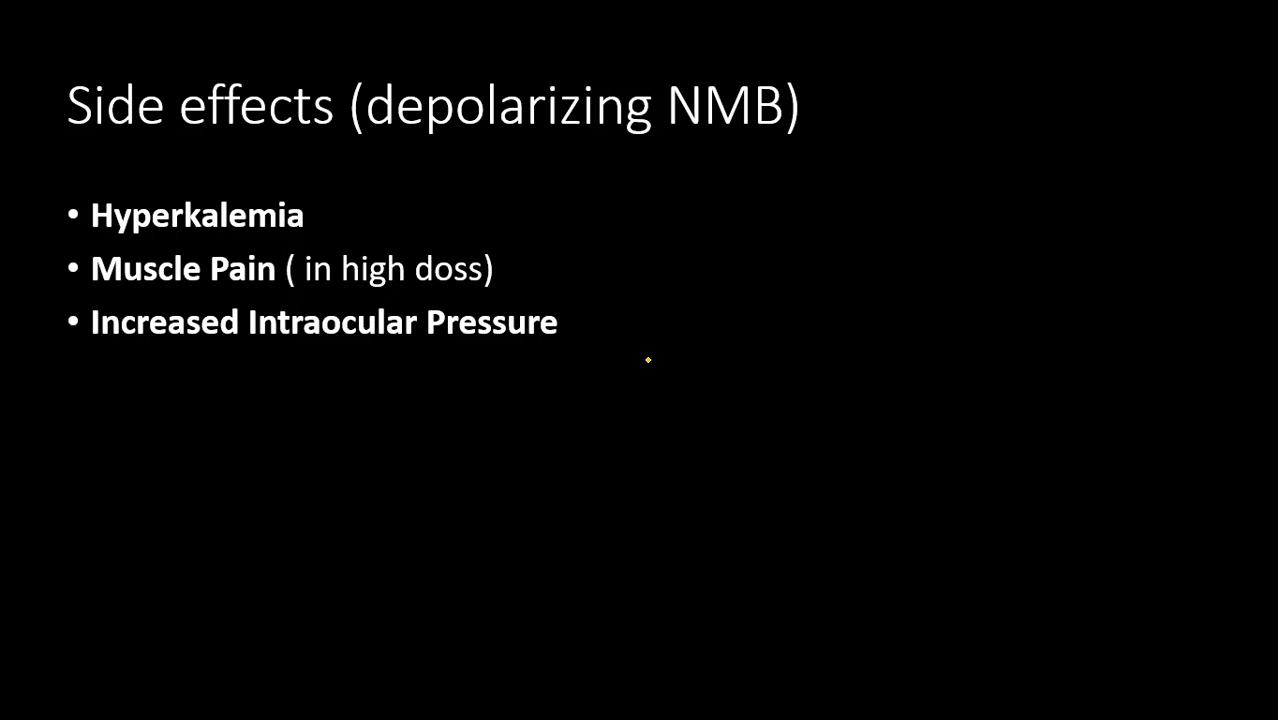 Side effects (depolarizing NMB)
• Hyperkalemia
• Muscle Pain ( in high doss)
• Increased Intraocular Pressure